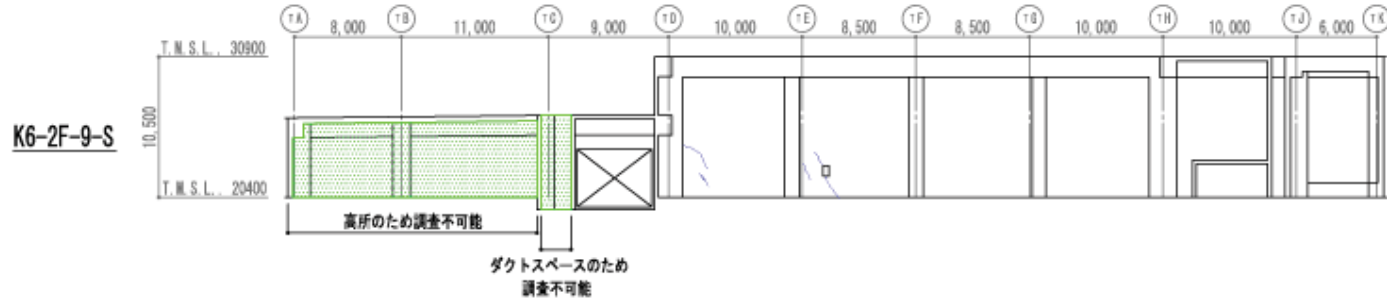 TA TB TC TD TE TF TG TH TJ TK
8,000 11,000 9,000 10,000 8,500 8,500 10,000 10,000 6,000
T.M.S.L.. 30900
10,500
K6-2F-9-S
T.M.S.L.. 20400
高所のため調査不可能
ダクトスペースのため
調査不可能